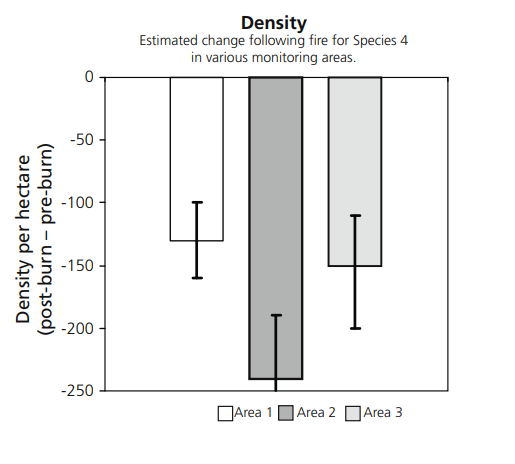 Density
Estimated change following fire for Species 4
in various monitoring areas.
Density per hectare
(post-burn – pre-burn)
0
-50
-100
-150
-200
-250
Area 1 Area 2 Area 3